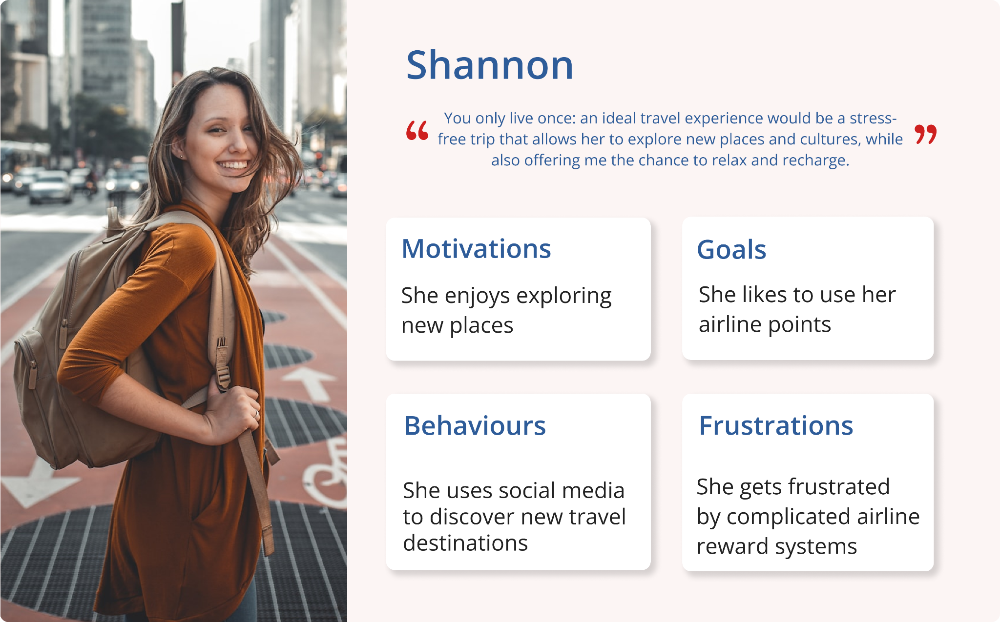 Shannon
“ You only live once: an ideal travel experience would be a stress-
free trip that allows her to explore new places and cultures, while
also offering me the chance to relax and recharge. ”
Motivations
She enjoys exploring
new places
Goals
She likes to use her
airline points
Behaviours
She uses social media
to discover new travel
destinations
Frustrations
She gets frustrated
by complicated airline
reward systems